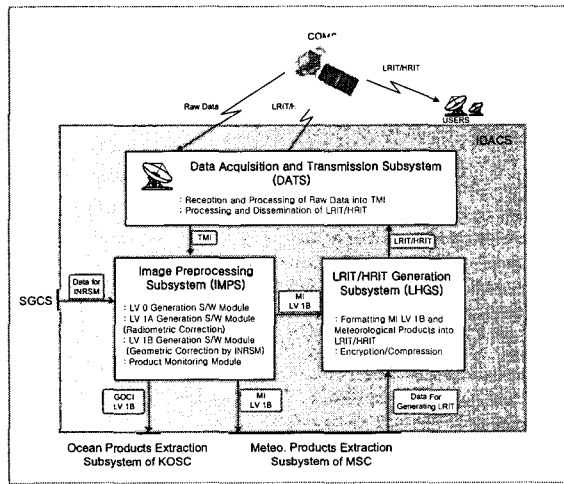 COMS
LRIT/HRIT
Raw Data
LRIT/H
USERS
IDACS
Data Acquisition and Transmission Subsystem
(DATS)
: Reception and Processing of Raw Data into TMI
: Processing and Dissemination of LRIT/HRIT
TMI
LRIT/HRIT
SGCS
Data for
INRSM
Image Preprocessing
Subsystem (IMPS)
: LV 0 Generation S/W Module
: LV 1A Generation S/W Module
(Radiometric Correction)
: LV 1B Generation S/W Module
(Geometric Correction by INRSM)
: Product Monitoring Module
MI
LV 1B
LRIT/HRIT Generation
Subsystem (LHGS)
: Formatting MI LV 1B and
Meteorological Products into
LRIT/HRIT
: Encryption/Compression
GOCI
LV 1B
MI
LV 1B
Data For
Generating LRIT
Ocean Products Extraction
Subsystem of KOSC
Meteo. Products Extraction
Susbystem of MSC